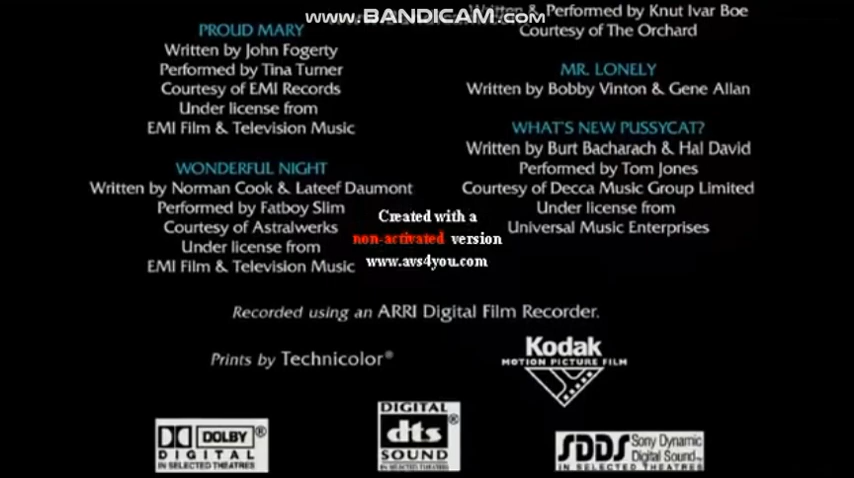 www.BANDICAM.com
PROUD MARY
Written by John Fogerty
Performed by Tina Turner
Courtesy of EMI Records
Under license from
EMI Film & Television Music
WONDERFUL NIGHT
Written by Norman Cook & Lateef Daumont
Performed by Fatboy Slim
Courtesy of Astralwerks
Under license from
EMI Film & Television Music
Written & Performed by Knut Ivar Boe
Courtesy of The Orchard
MR. LONELY
Written by Bobby Vinton & Gene Allan
WHAT'S NEW PUSSYCAT?
Written by Burt Bacharach & Hal David
Performed by Tom Jones
Courtesy of Decca Music Group Limited
Under license from
Universal Music Enterprises
Created with a
non-activated version
www.avs4you.com
Recorded using an ARRI Digital Film Recorder.
Prints by Technicolor®
Kodak
MOTION PICTURE FILM
DOLBY®
DIGITAL
IN SELECTED THEATRES
DIGITAL
dts®
SOUND
IN SELECTED THEATRES
SDDS Sony Dynamic
Digital Sound™
IN SELECTED THEATRES